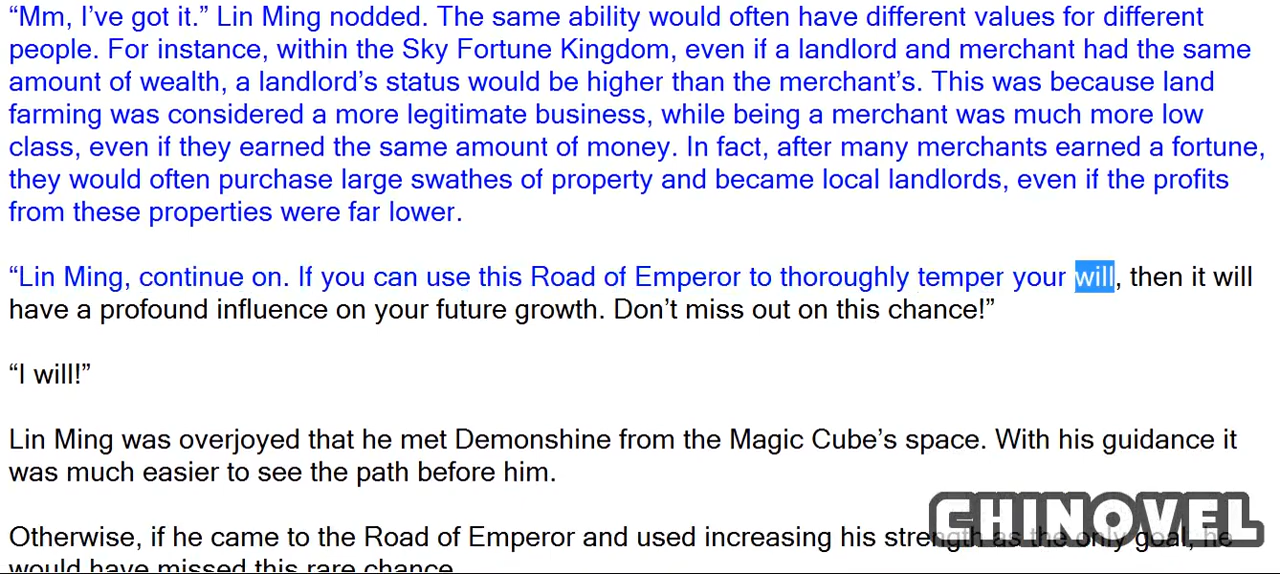 “Mm, I’ve got it.” Lin Ming nodded. The same ability would often have different values for different
people. For instance, within the Sky Fortune Kingdom, even if a landlord and merchant had the same
amount of wealth, a landlord’s status would be higher than the merchant’s. This was because land
farming was considered a more legitimate business, while being a merchant was much more low
class, even if they earned the same amount of money. In fact, after many merchants earned a fortune,
they would often purchase large swathes of property and became local landlords, even if the profits
from these properties were far lower.
“Lin Ming, continue on. If you can use this Road of Emperor to thoroughly temper your will, then it will
have a profound influence on your future growth. Don’t miss out on this chance!”
“I will!”
Lin Ming was overjoyed that he met Demonshine from the Magic Cube’s space. With his guidance it
was much easier to see the path before him.
Otherwise, if he came to the Road of Emperor and used increasing his strength as the only goal, he
would have missed this rare chance.
CHINOVEL